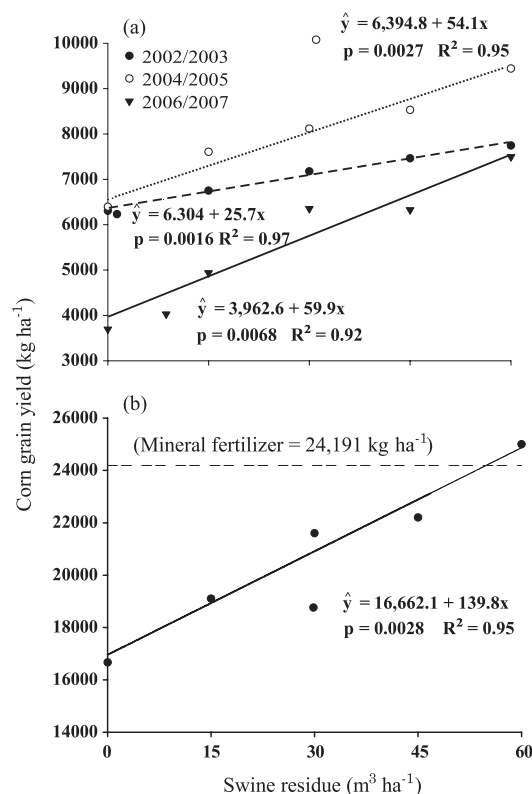 (a)
ŷ = 6,394.8 + 54.1x
p = 0.0027 R² = 0.95
2002/2003
2004/2005
2006/2007
10000
9000
8000
7000
6000
5000
4000
3000
ŷ = 6.304 + 25.7x
p = 0.0016 R² = 0.97
ŷ = 3,962.6 + 59.9x
p = 0.0068 R² = 0.92
Corn grain yield (kg ha⁻¹)
(b)
(Mineral fertilizer = 24,191 kg ha⁻¹)
26000
24000
22000
20000
18000
16000
14000
ŷ = 16,662.1 + 139.8x
p = 0.0028 R² = 0.95
0 15 30 45 60
Swine residue (m³ ha⁻¹)